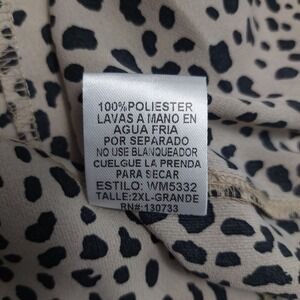 100%POLIESTER
LAVAS A MANO EN
AGUA FRIA
POR SEPARADO
NO USE BLANQUEADOR
CUELGUE LA PRENDA
PARA SECAR
ESTILO: WM5332
TALLE:2XL-GRANDE
RN#:130733